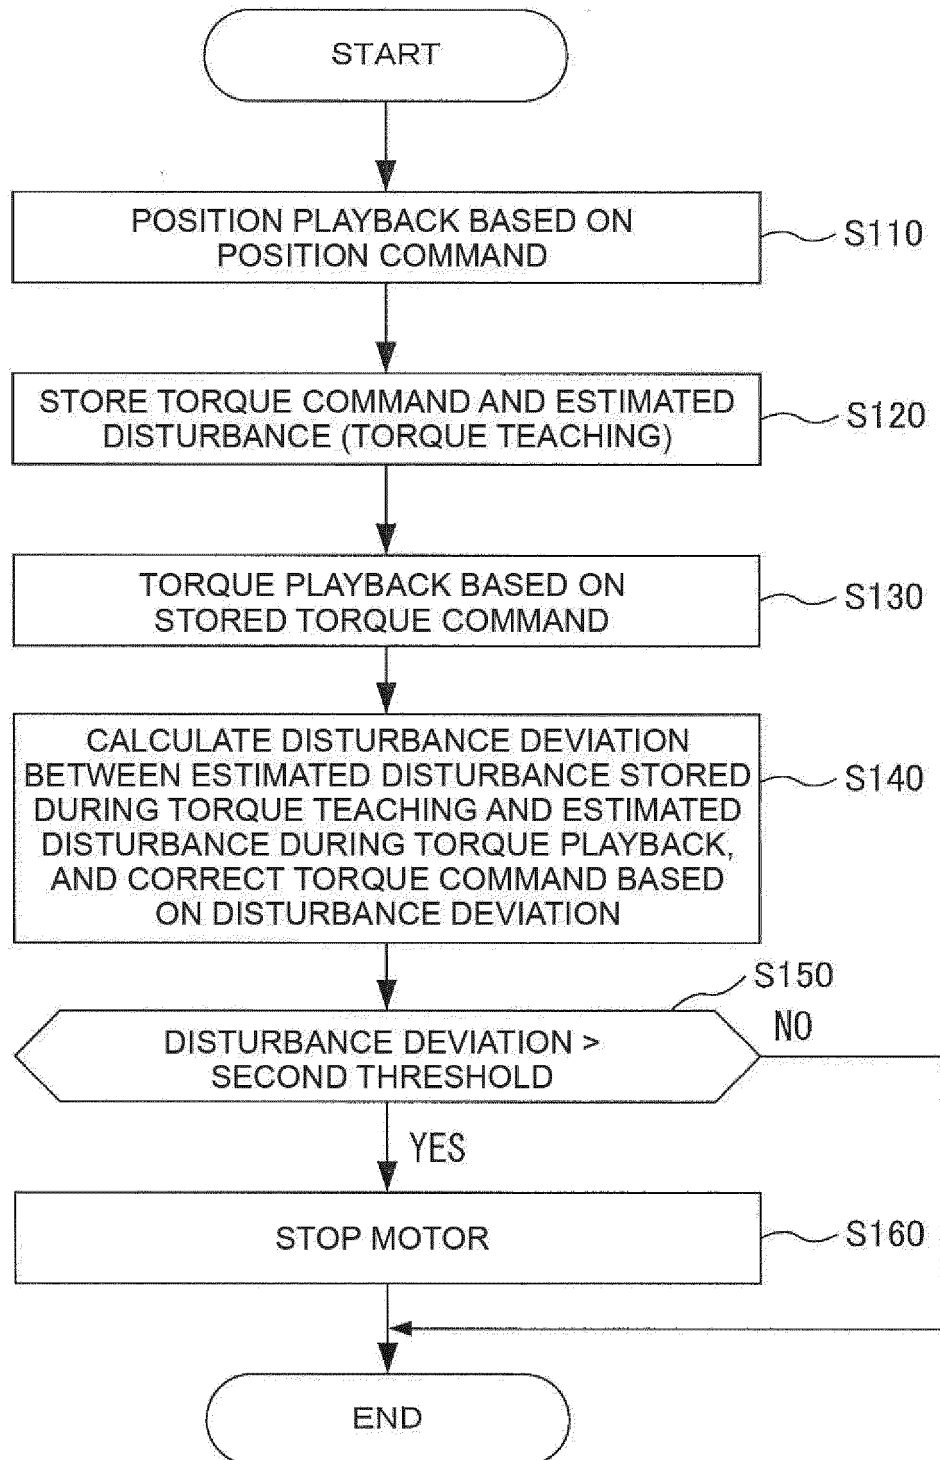 START
POSITION PLAYBACK BASED ON
POSITION COMMAND
S110
STORE TORQUE COMMAND AND ESTIMATED
DISTURBANCE (TORQUE TEACHING)
S120
TORQUE PLAYBACK BASED ON
STORED TORQUE COMMAND
S130
CALCULATE DISTURBANCE DEVIATION
BETWEEN ESTIMATED DISTURBANCE STORED
DURING TORQUE TEACHING AND ESTIMATED
DISTURBANCE DURING TORQUE PLAYBACK,
AND CORRECT TORQUE COMMAND BASED
ON DISTURBANCE DEVIATION
S140
S150
DISTURBANCE DEVIATION >
SECOND THRESHOLD
NO
YES
STOP MOTOR
S160
END